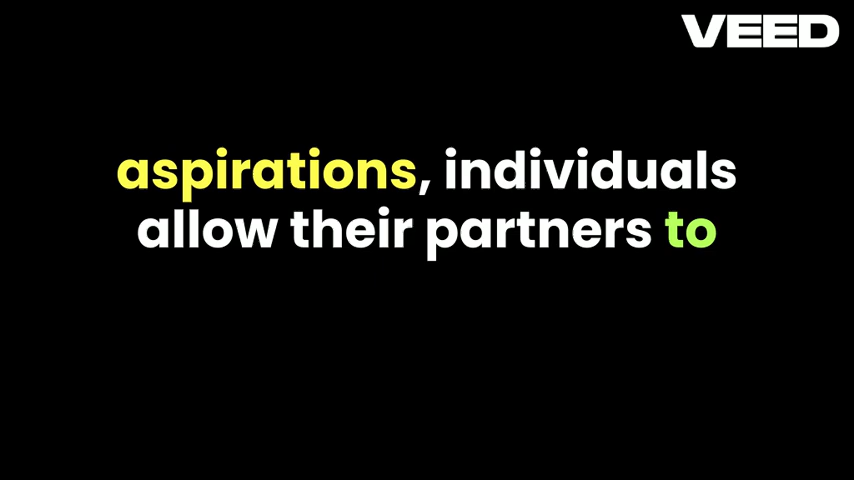 VEED
aspirations, individuals
allow their partners to